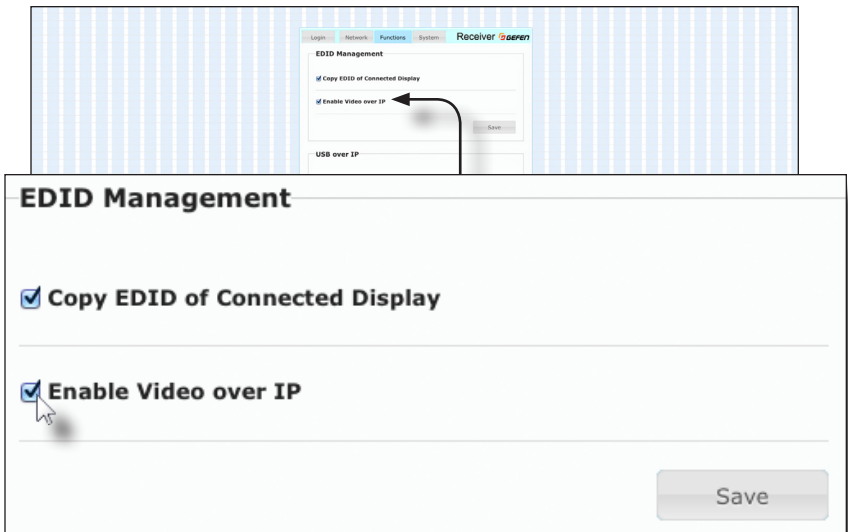 Login Network Functions System Receiver GEFEN
EDID Management
Copy EDID of Connected Display
Enable Video over IP
Save
USB over IP
EDID Management
Copy EDID of Connected Display
Enable Video over IP
Save